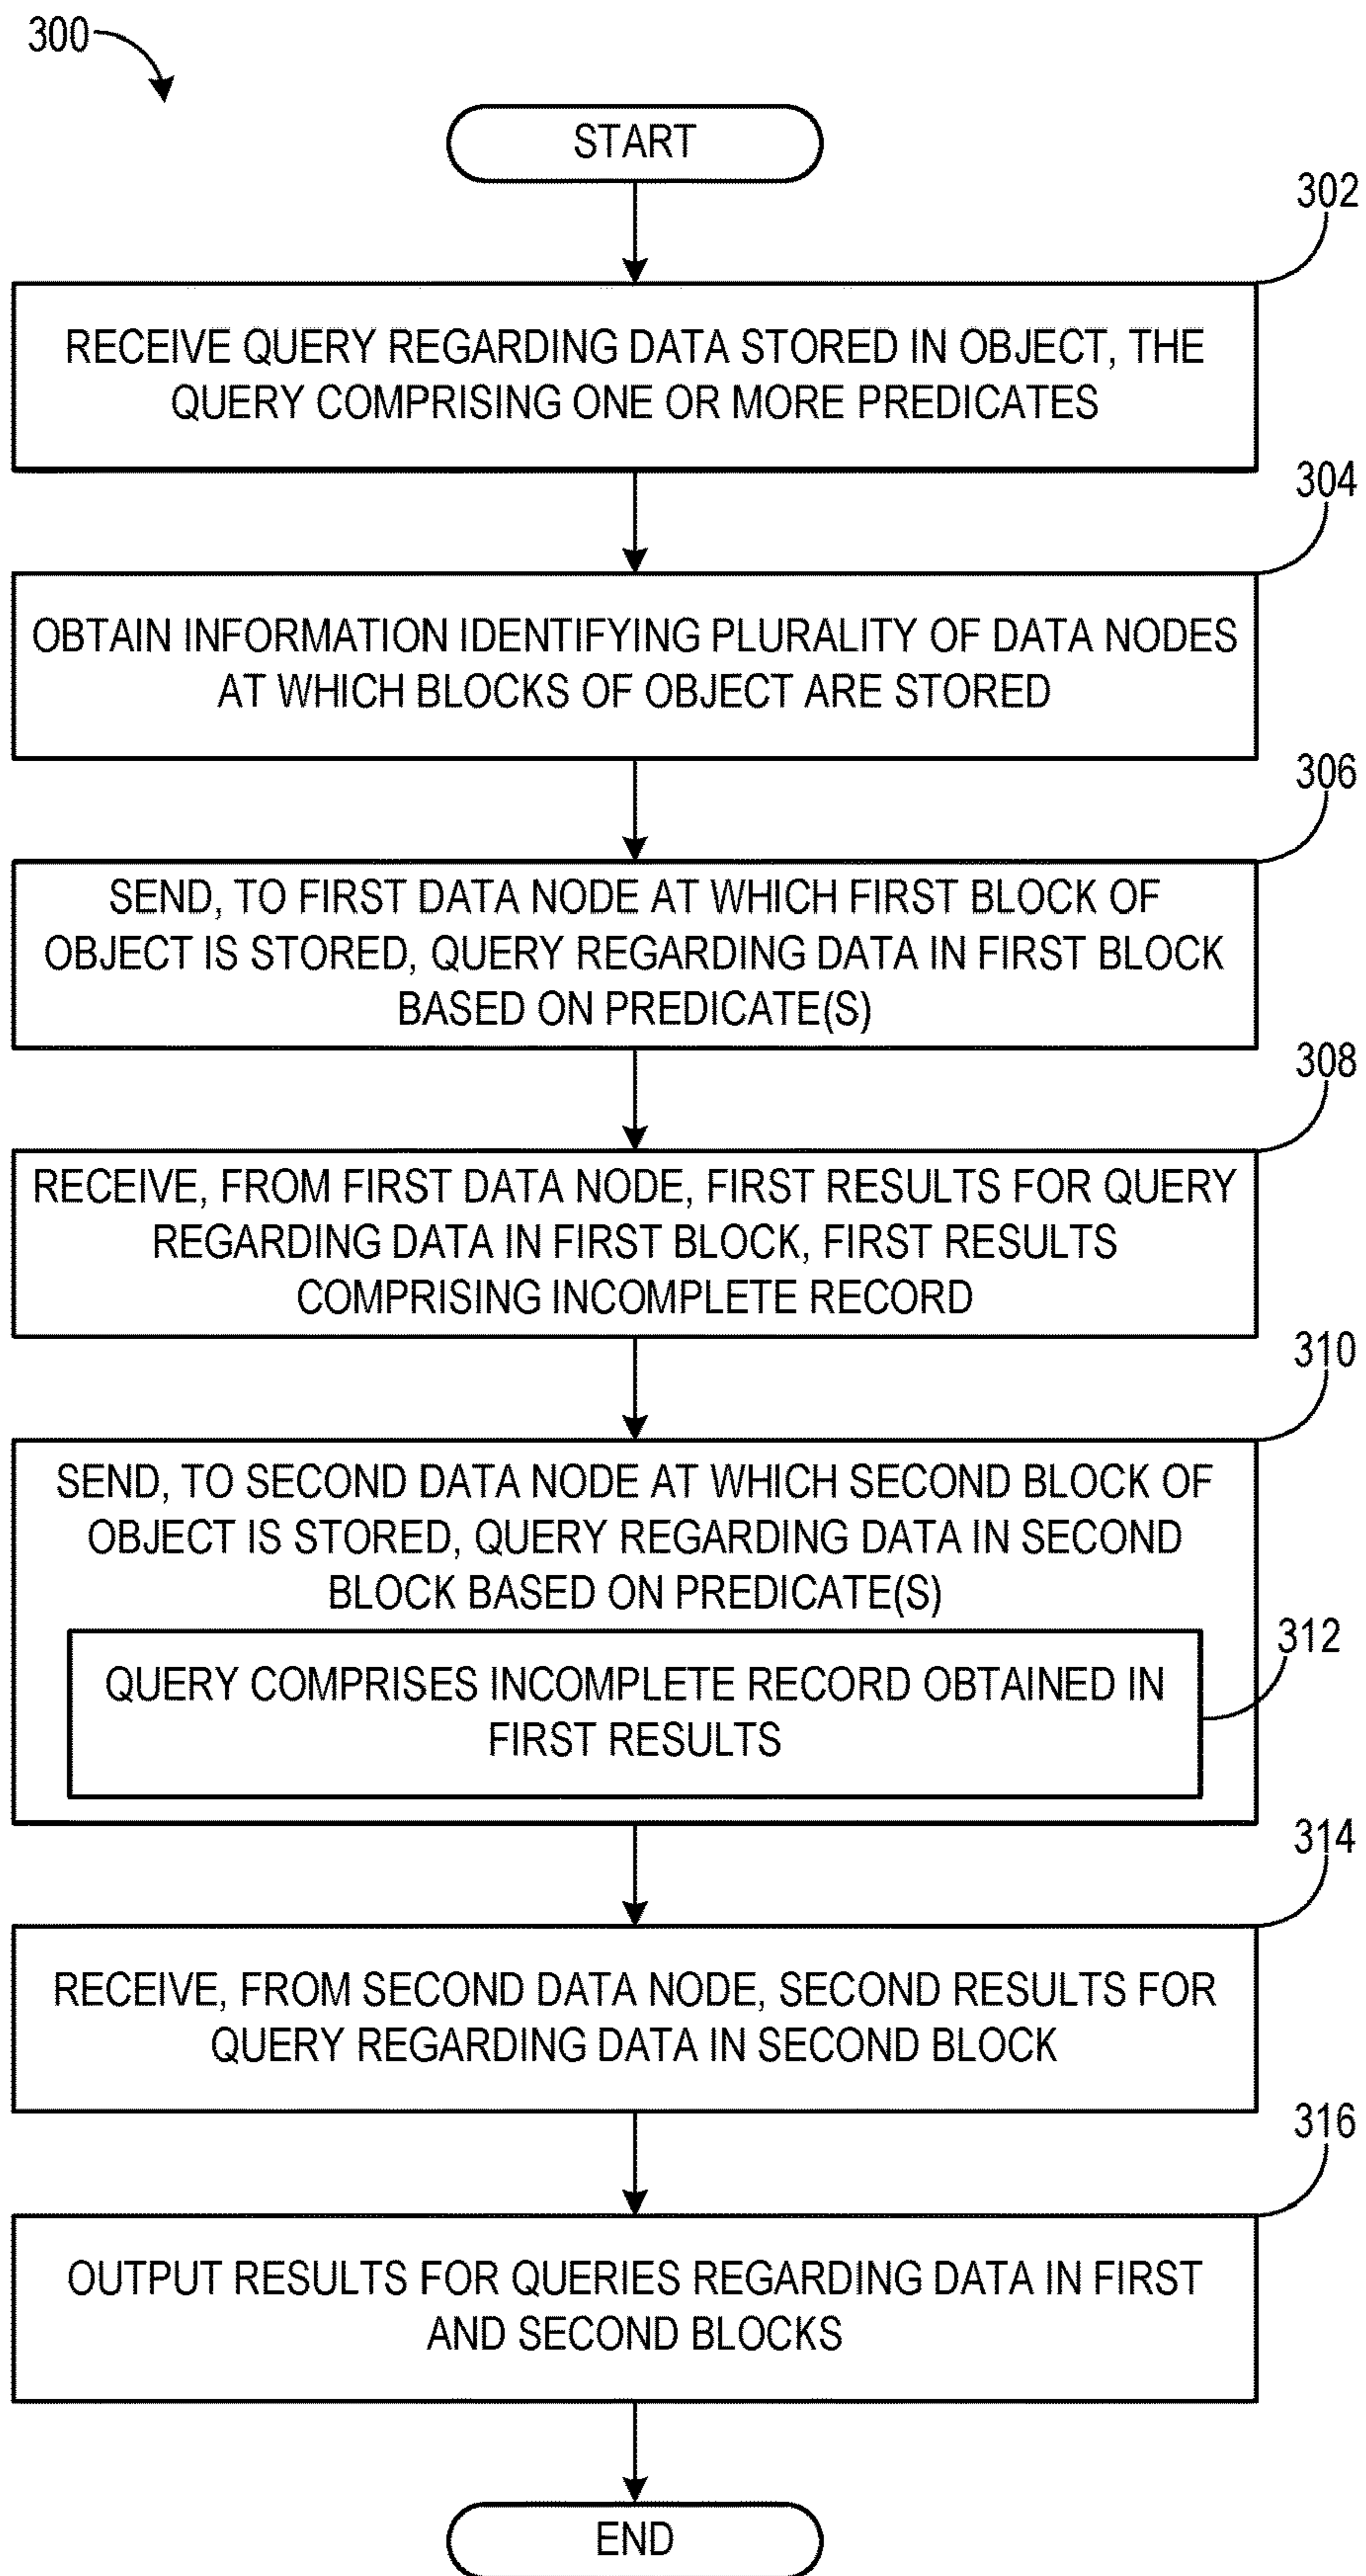 300
START
302
RECEIVE QUERY REGARDING DATA STORED IN OBJECT, THE
QUERY COMPRISING ONE OR MORE PREDICATES
304
OBTAIN INFORMATION IDENTIFYING PLURALITY OF DATA NODES
AT WHICH BLOCKS OF OBJECT ARE STORED
306
SEND, TO FIRST DATA NODE AT WHICH FIRST BLOCK OF
OBJECT IS STORED, QUERY REGARDING DATA IN FIRST BLOCK
BASED ON PREDICATE(S)
308
RECEIVE, FROM FIRST DATA NODE, FIRST RESULTS FOR QUERY
REGARDING DATA IN FIRST BLOCK, FIRST RESULTS
COMPRISING INCOMPLETE RECORD
310
SEND, TO SECOND DATA NODE AT WHICH SECOND BLOCK OF
OBJECT IS STORED, QUERY REGARDING DATA IN SECOND
BLOCK BASED ON PREDICATE(S)
312
QUERY COMPRISES INCOMPLETE RECORD OBTAINED IN
FIRST RESULTS
314
RECEIVE, FROM SECOND DATA NODE, SECOND RESULTS FOR
QUERY REGARDING DATA IN SECOND BLOCK
316
OUTPUT RESULTS FOR QUERIES REGARDING DATA IN FIRST
AND SECOND BLOCKS
END